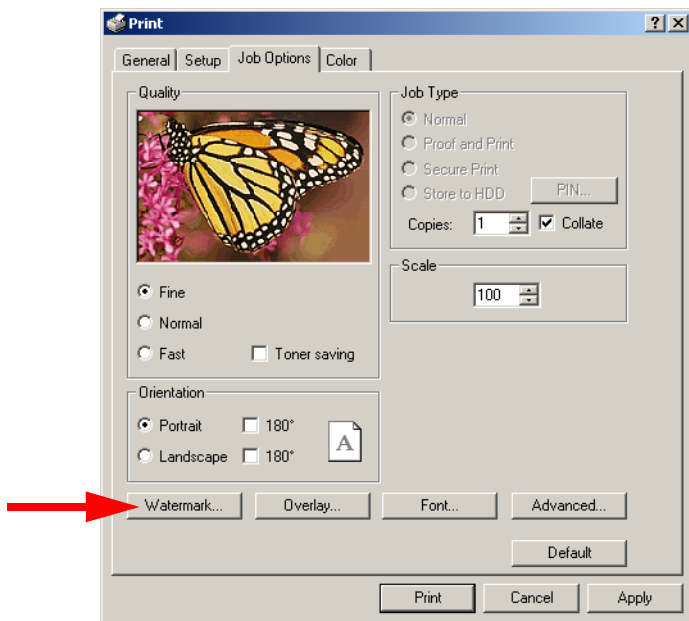 Print
General Setup Job Options Color
Quality
Fine
Normal
Fast Toner saving
Orientation
Portrait 180°
Landscape 180°
A
Job Type
Normal
Proof and Print
Secure Print
Store to HDD PIN...
Copies: 1 Collate
Scale
100
Watermark... Overlay... Font... Advanced...
Default
Print Cancel Apply